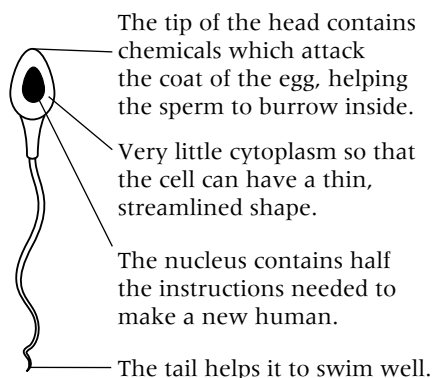 The tip of the head contains
chemicals which attack
the coat of the egg, helping
the sperm to burrow inside.
Very little cytoplasm so that
the cell can have a thin,
streamlined shape.
The nucleus contains half
the instructions needed to
make a new human.
The tail helps it to swim well.